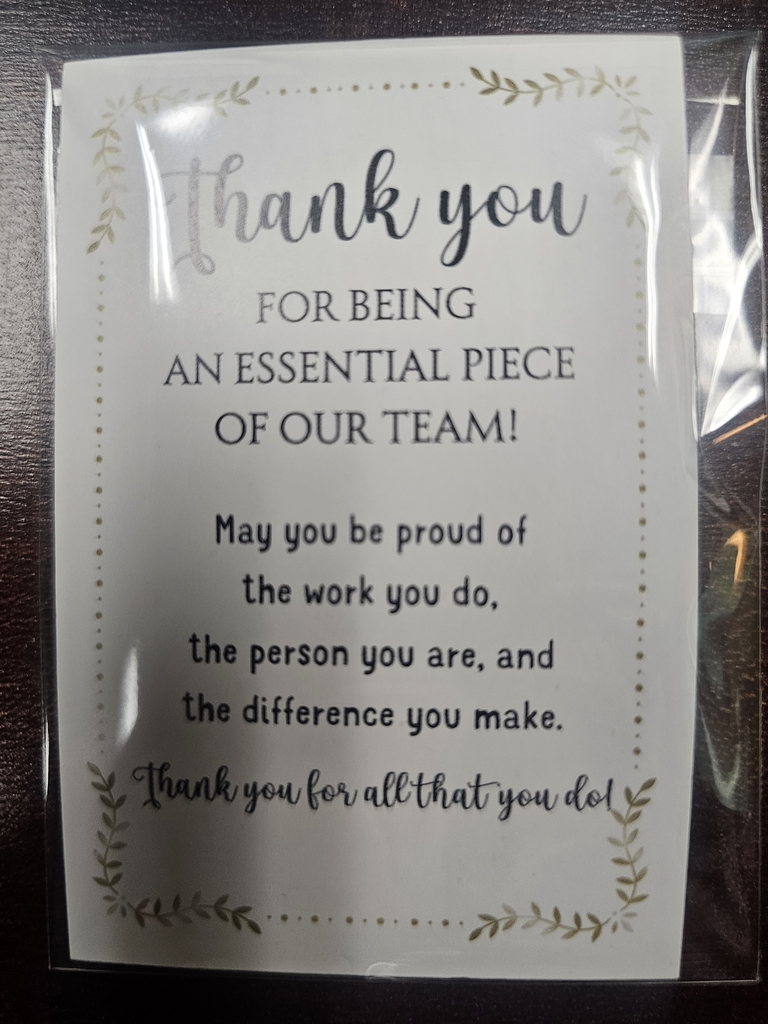 Thank you
FOR BEING
AN ESSENTIAL PIECE
OF OUR TEAM!
May you be proud of
the work you do,
the person you are, and
the difference you make.
Thank you for all that you do!